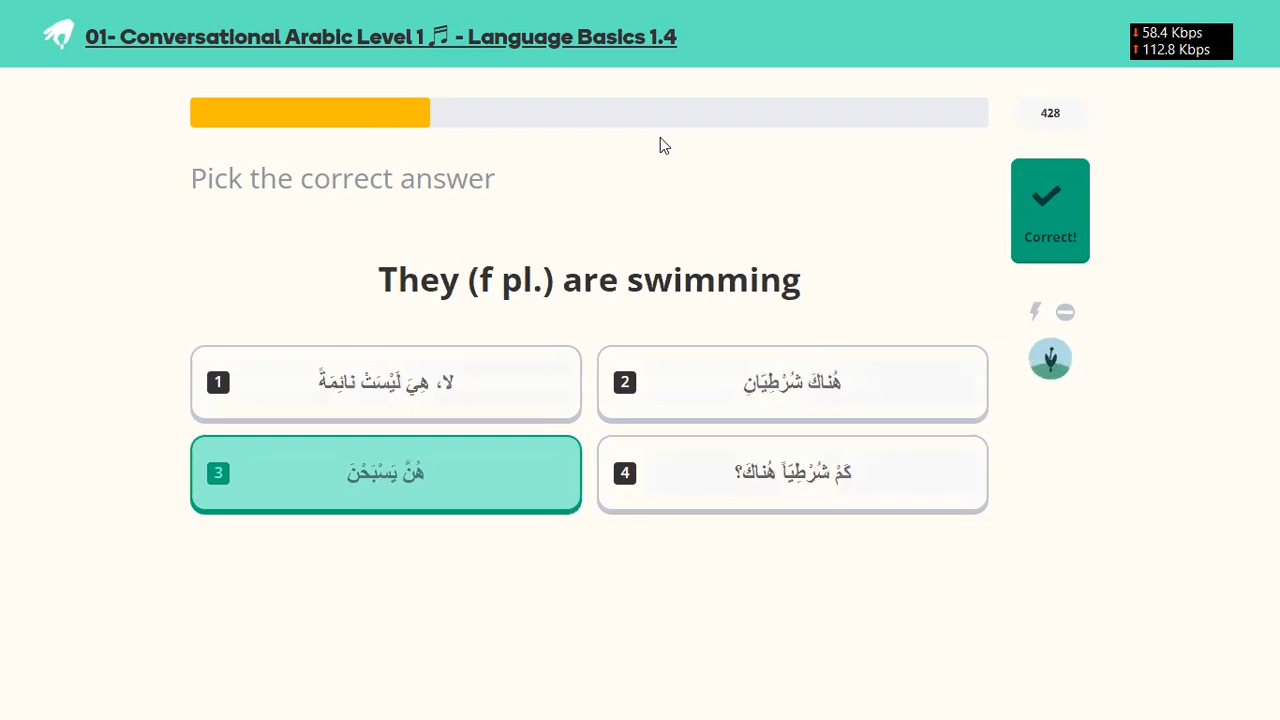 01- Conversational Arabic Level 1 🎵 - Language Basics 1.4
↓ 58.4 Kbps
↑ 112.8 Kbps
428
Pick the correct answer
Correct!
They (f pl.) are swimming
1 لا، هِيَ لَيْسَتْ نائِمَةً
2 هُناكَ شُرْطِيَانِ
3 هُنَّ يَسْبَحْنَ
4 كَمْ شُرْطِيَاً هُناكَ؟